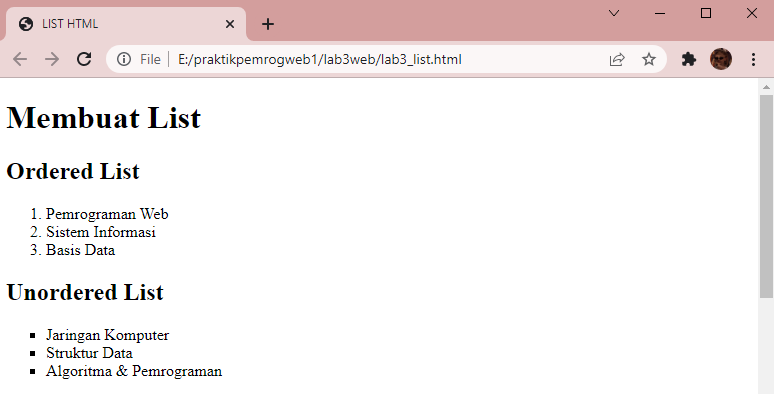 LIST HTML
File E:/praktikpemrogweb1/lab3web/lab3_list.html
Membuat List
Ordered List
1. Pemrograman Web
2. Sistem Informasi
3. Basis Data
Unordered List
▪ Jaringan Komputer
▪ Struktur Data
▪ Algoritma & Pemrograman